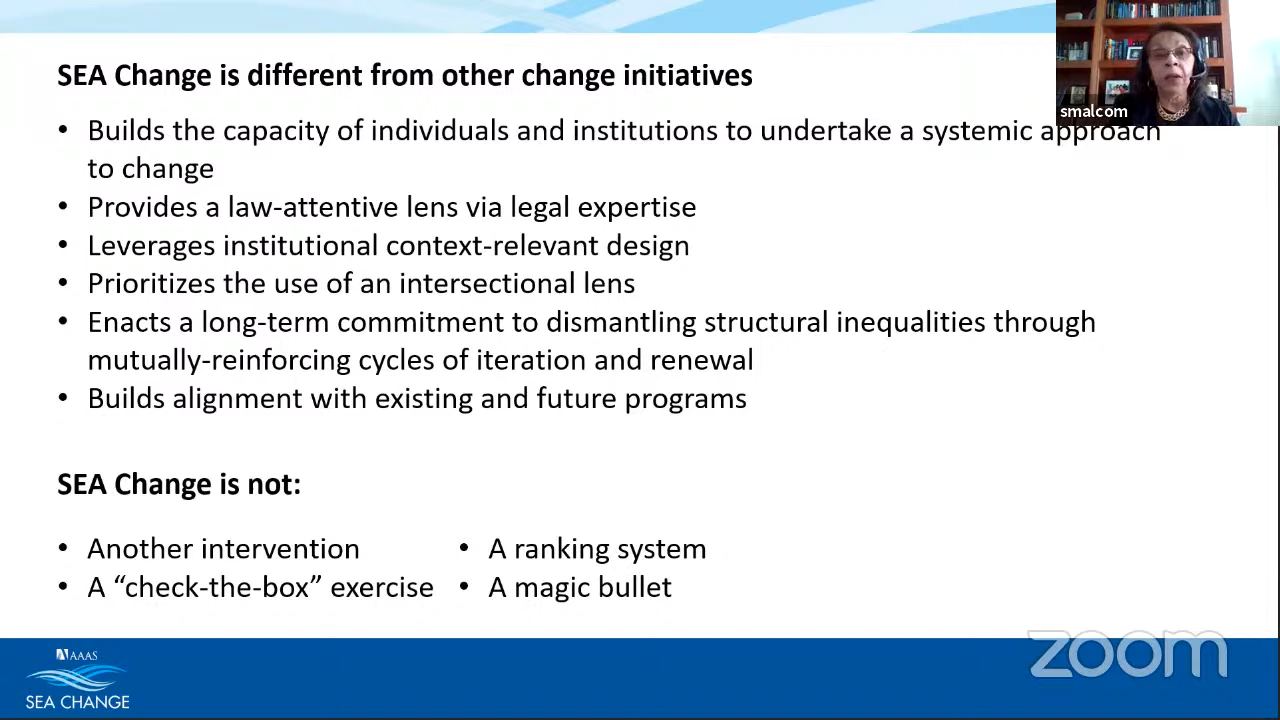 SEA Change is different from other change initiatives
smalcom
• Builds the capacity of individuals and institutions to undertake a systemic approach
to change
• Provides a law-attentive lens via legal expertise
• Leverages institutional context-relevant design
• Prioritizes the use of an intersectional lens
• Enacts a long-term commitment to dismantling structural inequalities through
mutually-reinforcing cycles of iteration and renewal
• Builds alignment with existing and future programs
SEA Change is not:
• Another intervention
• A “check-the-box” exercise
• A ranking system
• A magic bullet
AAAS
SEA CHANGE
zoom